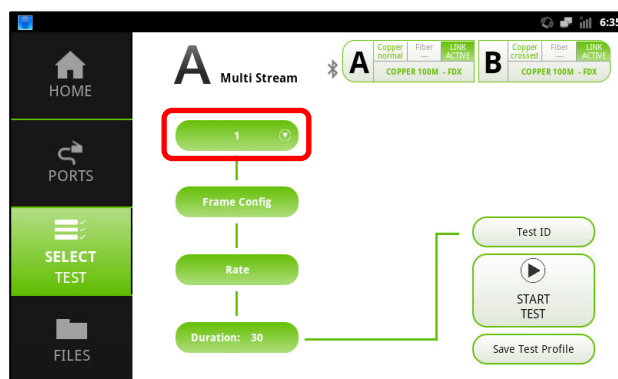 6:35
HOME
PORTS
SELECT
TEST
FILES
A Multi Stream
A
Copper
normal
Fiber
—
LINK
ACTIVE
COPPER 100M - FDX
B
Copper
crossed
Fiber
—
LINK
ACTIVE
COPPER 100M - FDX
1
Frame Config
Rate
Duration: 30
Test ID
START
TEST
Save Test Profile